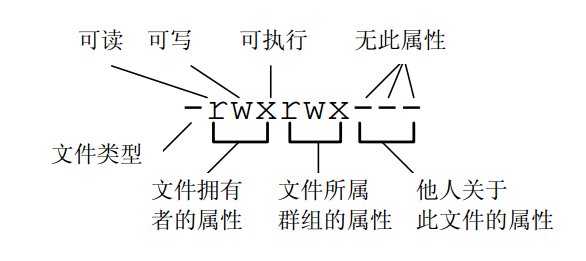 可读 可写 可执行 无此属性
-rwxrwx---
文件类型
文件拥有 文件所属 他人关于
者的属性 群组的属性 此文件的属性